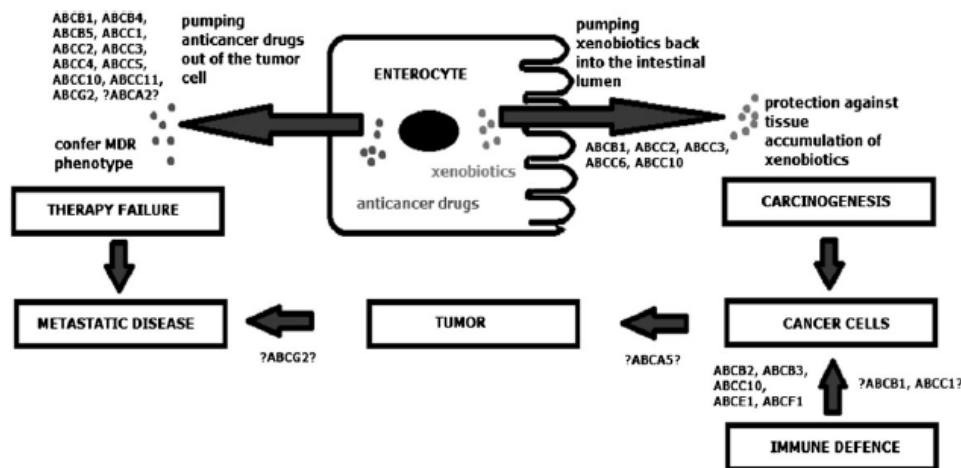 ABCB1, ABCB4,
ABCB5, ABCC1,
ABCC2, ABCC3,
ABCC4, ABCC5,
ABCC10, ABCC11,
ABCG2, ?ABCA2?
pumping
anticancer drugs
out of the tumor
cell
confer MDR
phenotype
ENTEROCYTE
xenobiotics
anticancer drugs
pumping
xenobiotics back
into the intestinal
lumen
ABCB1, ABCC2, ABCC3,
ABCC6, ABCC10
protection against
tissue
accumulation of
xenobiotics
THERAPY FAILURE
CARCINOGENESIS
METASTATIC DISEASE
?ABCG2?
TUMOR
?ABCA5?
CANCER CELLS
ABCB2, ABCB3,
ABCC10,
ABCE1, ABCF1
?ABCB1, ABCC1?
IMMUNE DEFENCE